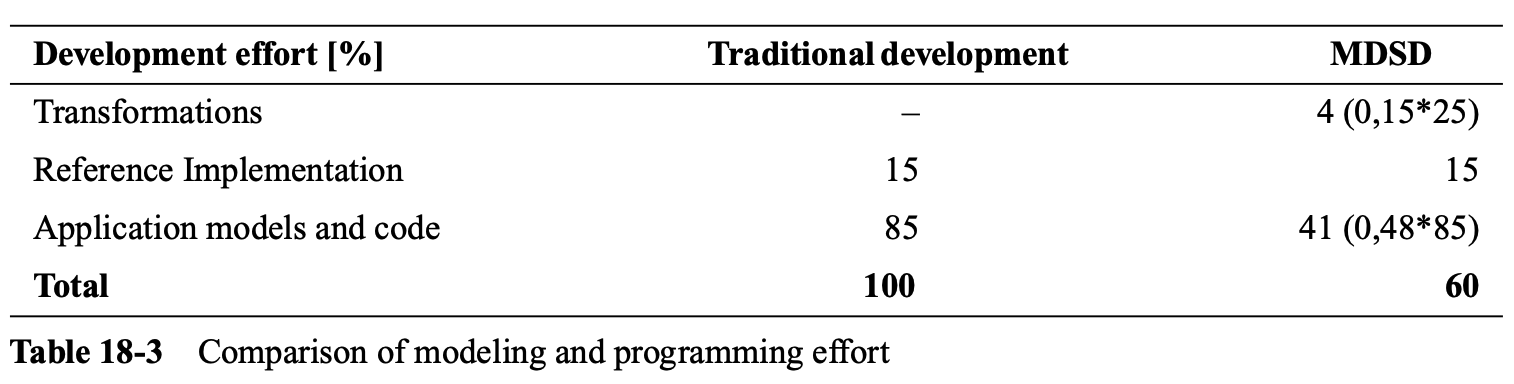 Development effort [%] Traditional development MDSD
Transformations – 4 (0,15*25)
Reference Implementation 15 15
Application models and code 85 41 (0,48*85)
Total 100 60
Table 18-3 Comparison of modeling and programming effort